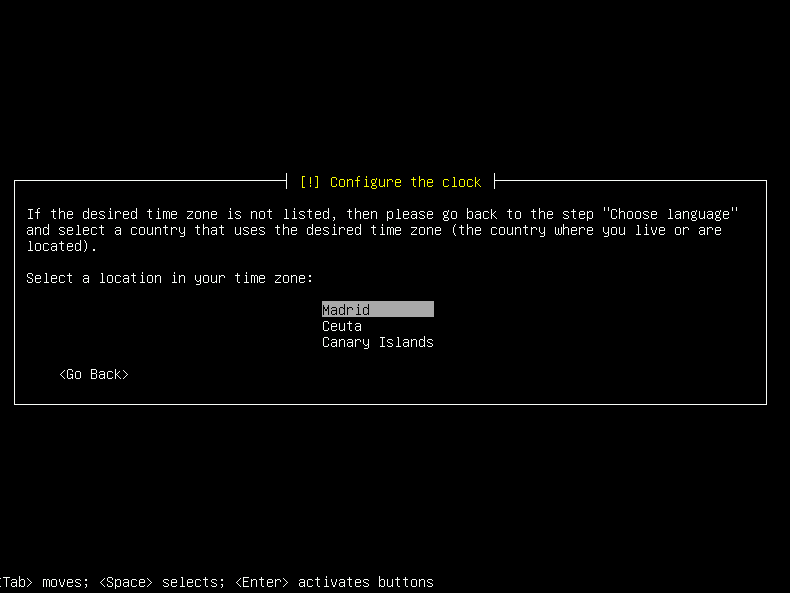 [!] Configure the clock
If the desired time zone is not listed, then please go back to the step "Choose language"
and select a country that uses the desired time zone (the country where you live or are
located).
Select a location in your time zone:
Madrid
Ceuta
Canary Islands
<Go Back>
<Tab> moves; <Space> selects; <Enter> activates buttons